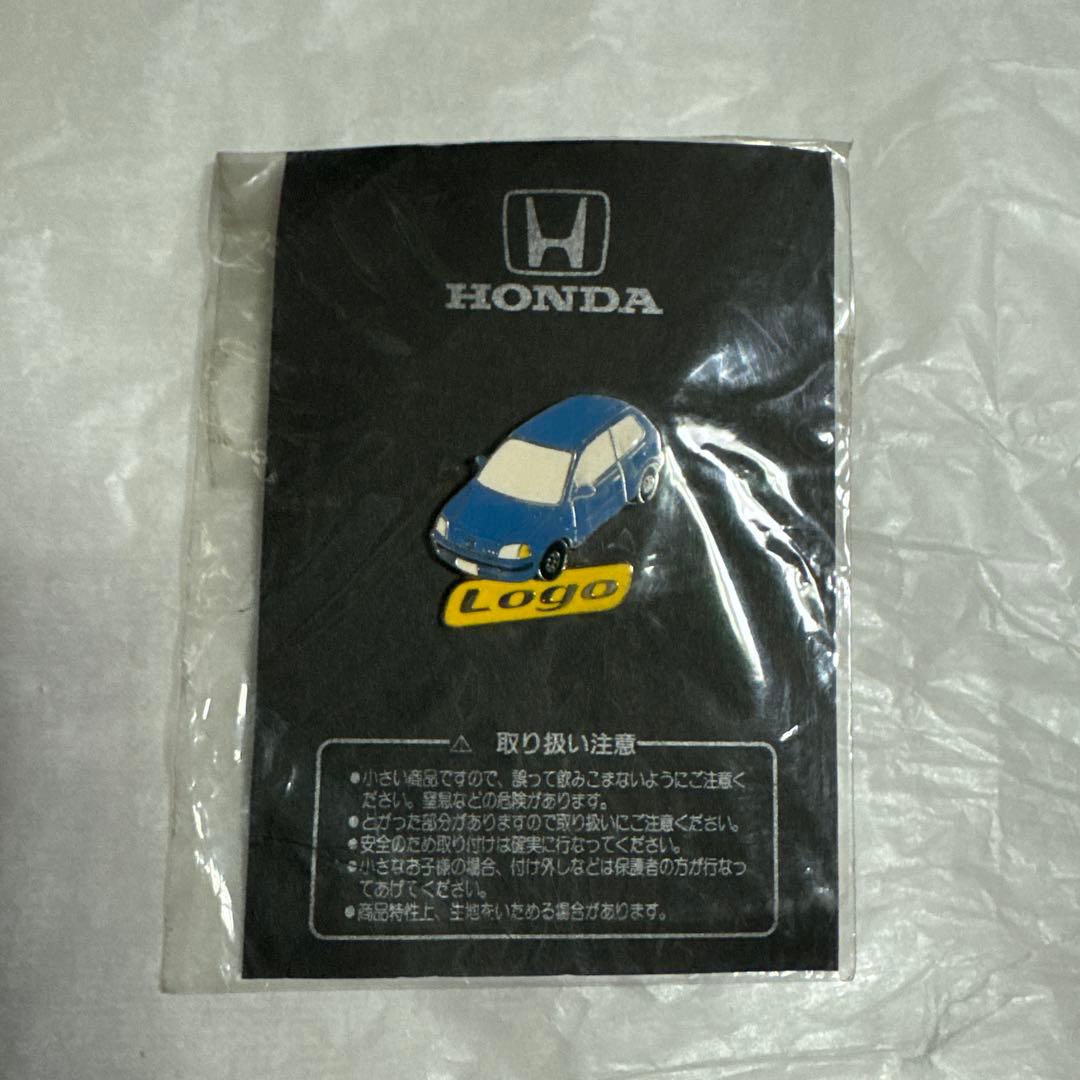 HONDA
Logo
⚠ 取り扱い注意
●小さい商品ですので、誤って飲みこまないようにご注意く
ださい。窒息などの危険があります。
●とがった部分がありますので取り扱いにご注意ください。
●安全のため取り付けは確実に行なってください。
●小さなお子様の場合、付け外しなどは保護者の方が行なっ
てあげてください。
●商品特性上、生地をいためる場合があります。